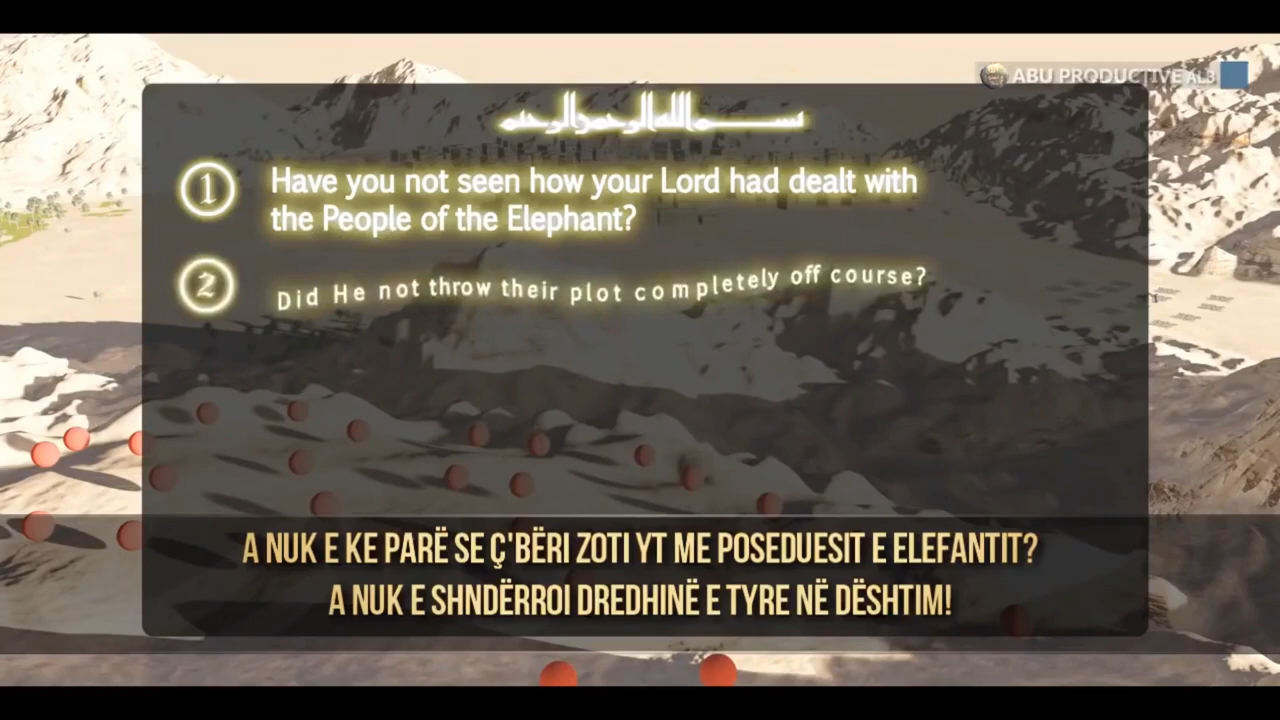 ABU PRODUCTIVE ALB
بسم الله الرحمن الرحيم
1 Have you not seen how your Lord had dealt with
the People of the Elephant?
2 Did He not throw their plot completely off course?
A NUK E KE PARË SE Ç'BËRI ZOTI YT ME POSEDUESIT E ELEFANTIT?
A NUK E SHNDËRROI DREDHINË E TYRE NË DËSHTIM!